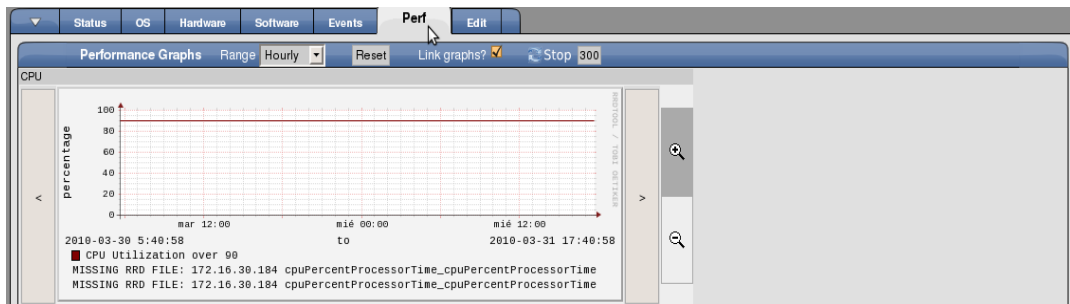 Status OS Hardware Software Events Perf Edit
Performance Graphs Range Hourly Reset Link graphs? Stop 300
CPU
RRDTOOL / TOBI OETIKER
percentage
100
80
60
40
20
0
< >
mar 12:00 mié 00:00 mié 12:00
2010-03-30 5:40:58 to 2010-03-31 17:40:58
CPU Utilization over 90
MISSING RRD FILE: 172.16.30.184 cpuPercentProcessorTime_cpuPercentProcessorTime
MISSING RRD FILE: 172.16.30.184 cpuPercentProcessorTime_cpuPercentProcessorTime